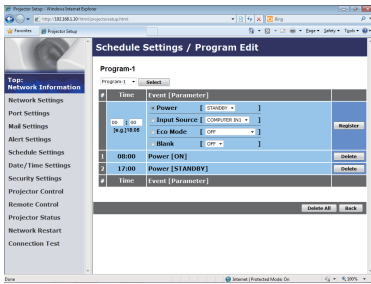 Projector Setup - Windows Internet Explorer
http://192.168.1.10/html/projectorsetup.html
Bing
Favorites Projector Setup
Page Safety Tools
Schedule Settings / Program Edit
Top:
Network Information
Network Settings
Port Settings
Mail Settings
Alert Settings
Schedule Settings
Date/Time Settings
Security Settings
Projector Control
Remote Control
Projector Status
Network Restart
Connection Test
Program-1
Program-1 Select
# Time Event [Parameter]
00 : 00
[e.g.]18:08
Power [ STANDBY ]
Input Source [ COMPUTER IN1 ]
Eco Mode [ OFF ]
Blank [ OFF ]
Register
1 08:00 Power [ON] Delete
2 17:00 Power [STANDBY] Delete
# Time Event [Parameter]
Delete All Back
Done Internet | Protected Mode: On 100%